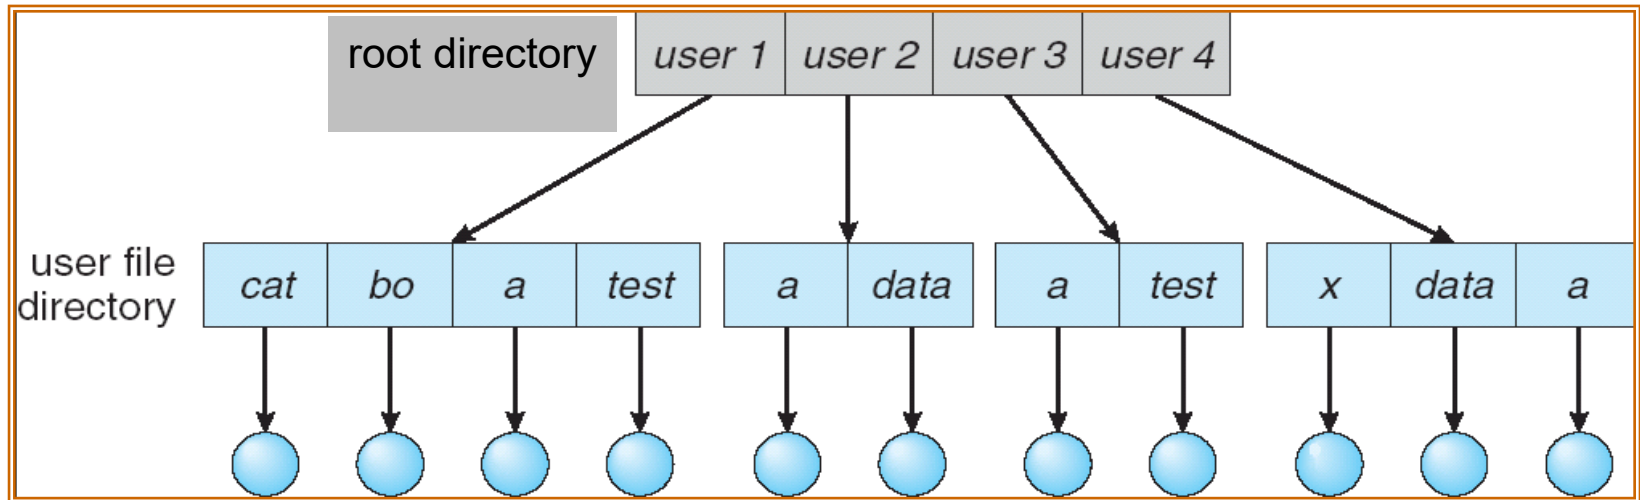 root directory user 1 user 2 user 3 user 4
user file
directory
cat bo a test a data a test x data a